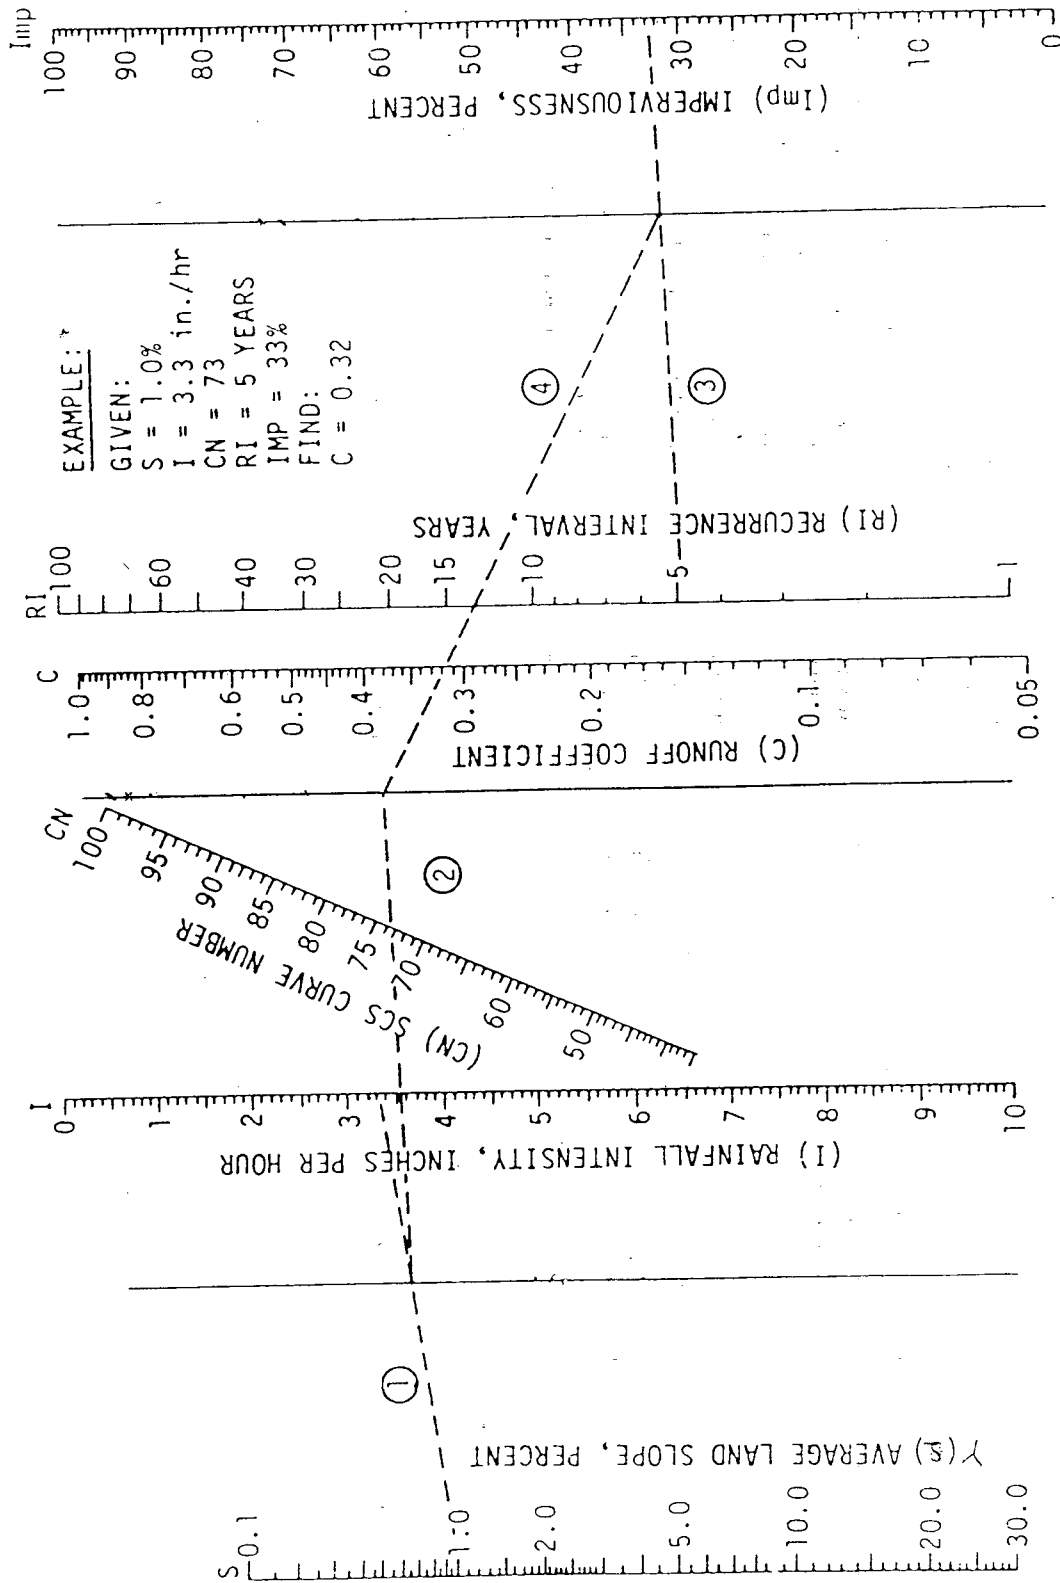 S
0.1
1.0
2.0
5.0
10.0
20.0
30.0
Y(S) AVERAGE LAND SLOPE, PERCENT
①
I
0
1
2
3
4
5
6
7
8
9
10
(I) RAINFALL INTENSITY, INCHES PER HOUR
CN
100
95
90
85
80
75
70
60
50
(CN) SCS CURVE NUMBER
②
C
1.0
0.8
0.6
0.5
0.4
0.3
0.2
0.1
0.05
(C) RUNOFF COEFFICIENT
RI
100
60
40
30
20
15
10
5
1
(RI) RECURRENCE INTERVAL, YEARS
③
④
EXAMPLE:
GIVEN:
S = 1.0%
I = 3.3 in./hr
CN = 73
RI = 5 YEARS
IMP = 33%
FIND:
C = 0.32
Imp
100
90
80
70
60
50
40
30
20
10
0
(Imp) IMPERVIOUSNESS, PERCENT